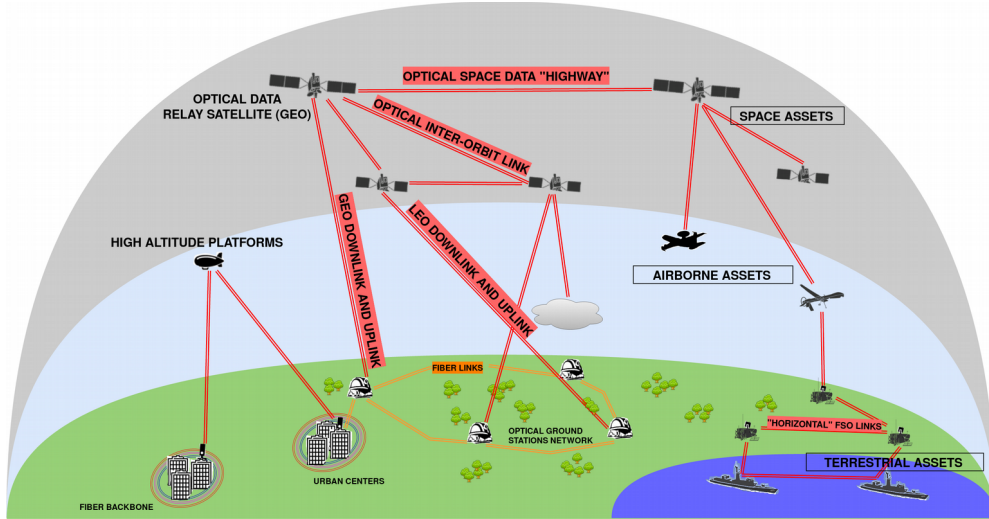 OPTICAL SPACE DATA "HIGHWAY"
OPTICAL DATA
RELAY SATELLITE (GEO)
OPTICAL INTER-ORBIT LINK
SPACE ASSETS
GEO DOWNLINK AND UPLINK
LEO DOWNLINK AND UPLINK
HIGH ALTITUDE PLATFORMS
AIRBORNE ASSETS
FIBER LINKS
"HORIZONTAL" FSO LINKS
OPTICAL GROUND
STATIONS NETWORK
TERRESTRIAL ASSETS
URBAN CENTERS
FIBER BACKBONE